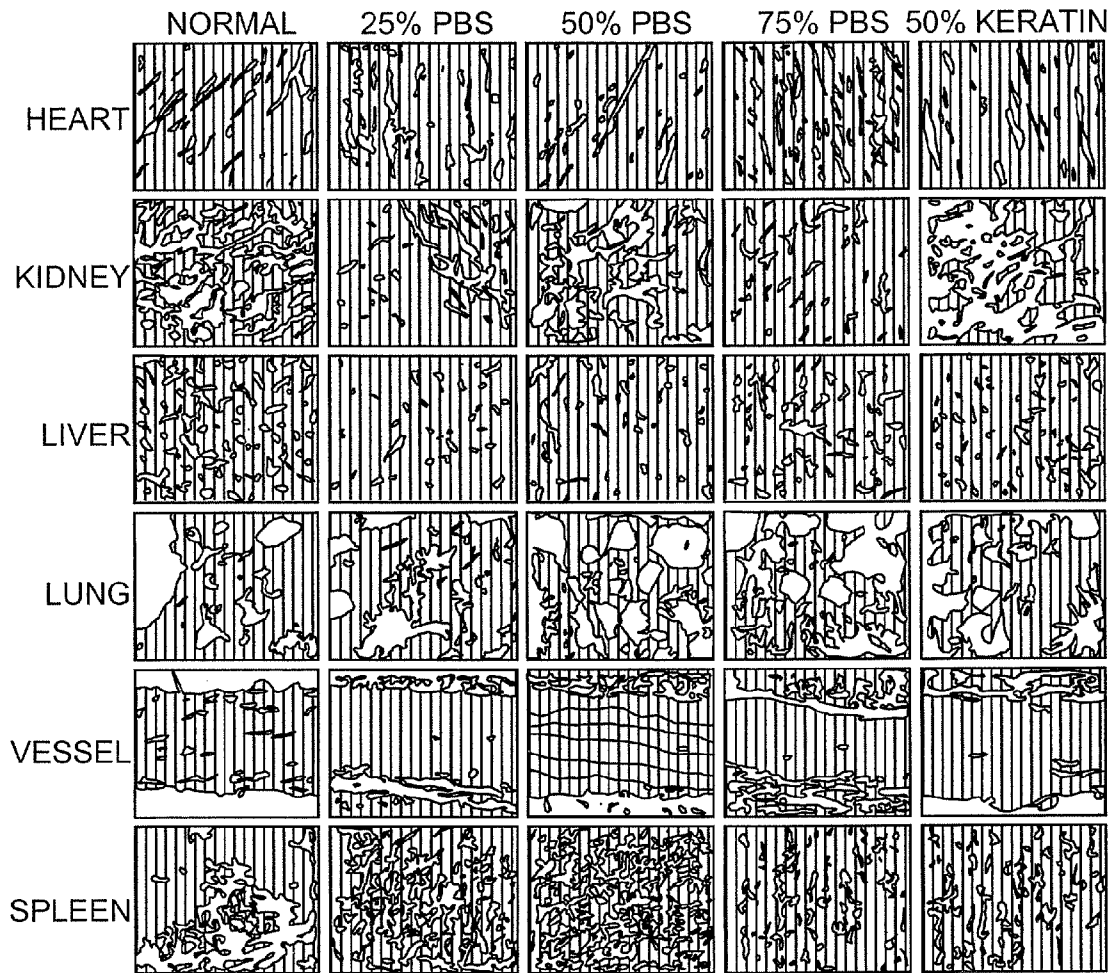 NORMAL 25% PBS 50% PBS 75% PBS 50% KERATIN
HEART
KIDNEY
LIVER
LUNG
VESSEL
SPLEEN